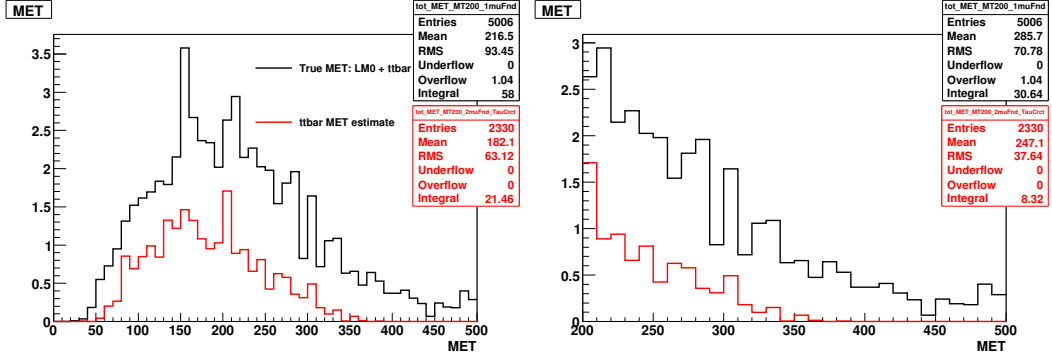 MET
tot_MET_MT200_1muFnd
Entries 5006
Mean 216.5
RMS 93.45
Underflow 0
Overflow 1.04
Integral 58
tot_MET_MT200_2muFnd_TauCrct
Entries 2330
Mean 182.1
RMS 63.12
Underflow 0
Overflow 0
Integral 21.46
True MET: LM0 + ttbar
ttbar MET estimate
3.5
3
2.5
2
1.5
1
0.5
0
0 50 100 150 200 250 300 350 400 450 500
MET
MET
tot_MET_MT200_1muFnd
Entries 5006
Mean 285.7
RMS 70.78
Underflow 0
Overflow 1.04
Integral 30.64
tot_MET_MT200_2muFnd_TauCrct
Entries 2330
Mean 247.1
RMS 37.64
Underflow 0
Overflow 0
Integral 8.32
3
2.5
2
1.5
1
0.5
0
200 250 300 350 400 450 500
MET